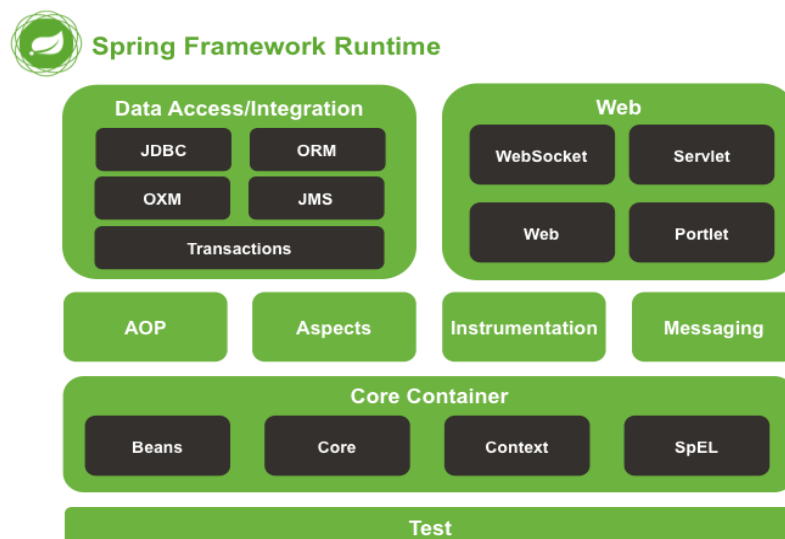 Spring Framework Runtime
Data Access/Integration
JDBC
ORM
OXM
JMS
Transactions
Web
WebSocket
Servlet
Web
Portlet
AOP
Aspects
Instrumentation
Messaging
Core Container
Beans
Core
Context
SpEL
Test